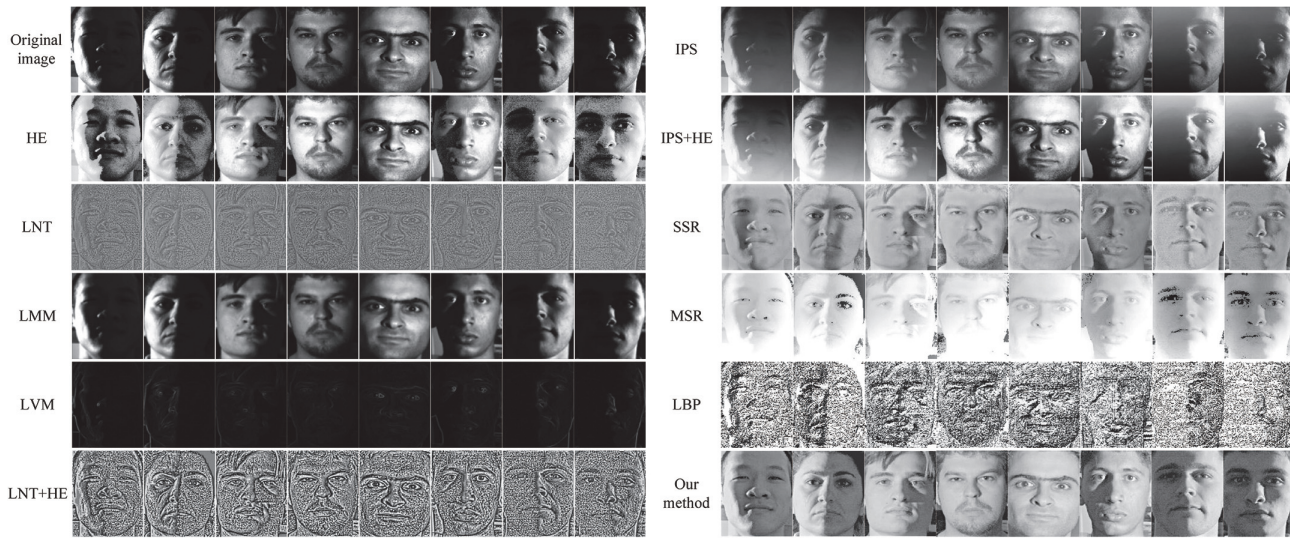 Original
image
HE
LNT
LMM
LVM
LNT+HE
IPS
IPS+HE
SSR
MSR
LBP
Our
method